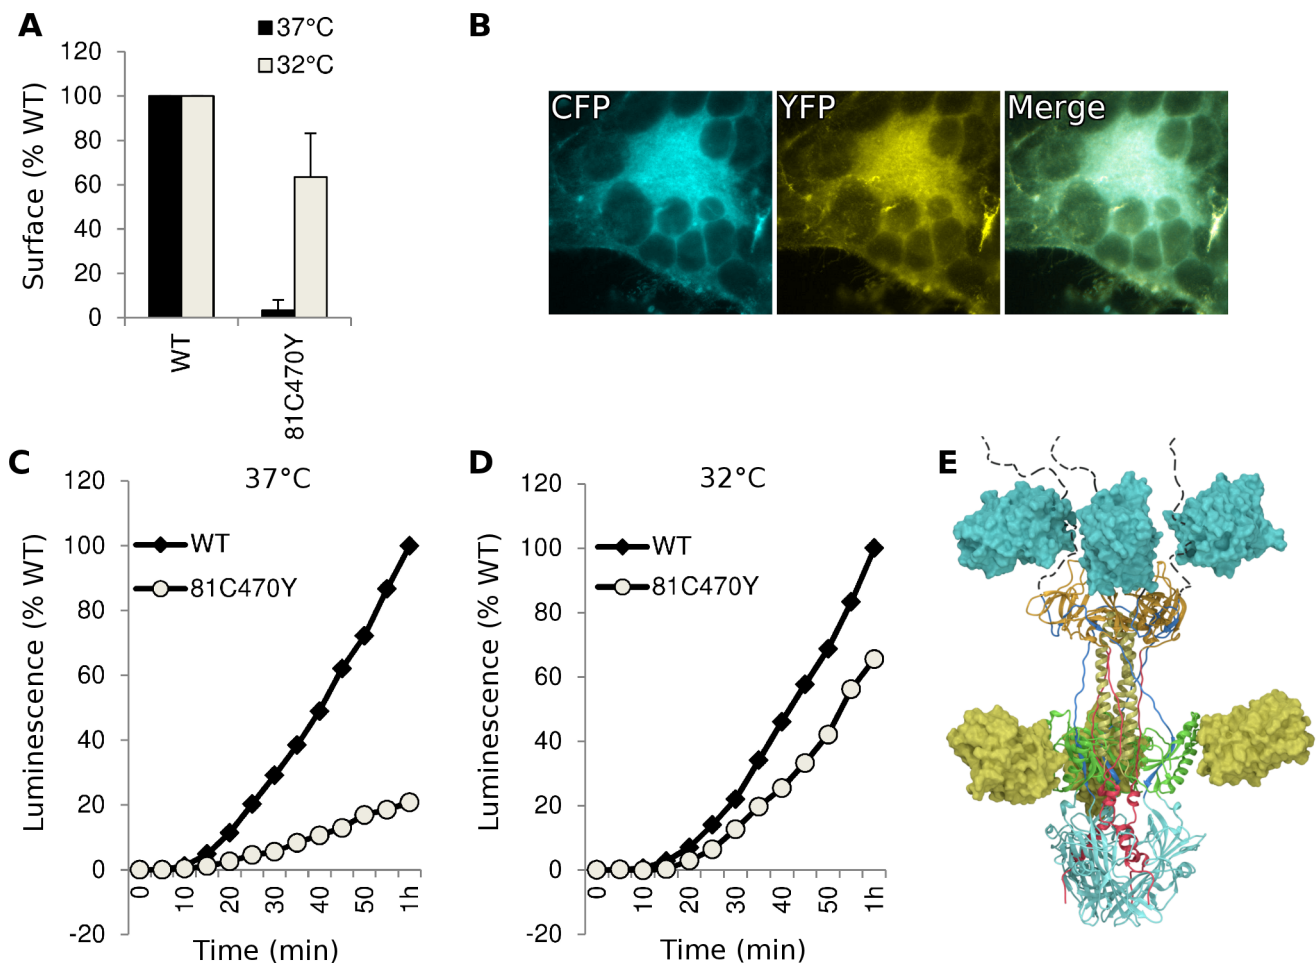 A
37°C
32°C
120
100
80
60
40
20
0
Surface (% WT)
WT
81C470Y
B
CFP
YFP
Merge
C
37°C
120
100
80
60
40
20
0
-20
Luminescence (% WT)
WT
81C470Y
0
10
20
30
40
50
1h
Time (min)
D
32°C
120
100
80
60
40
20
0
-20
Luminescence (% WT)
WT
81C470Y
0
10
20
30
40
50
1h
Time (min)
E